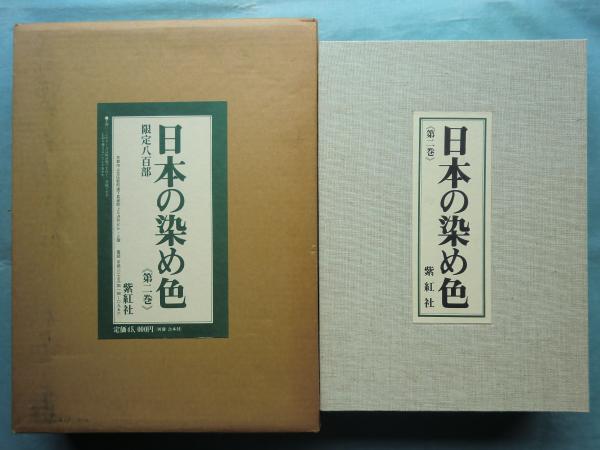 限定八百部
日本の染め色
《第二巻》
紫紅社
定価45,000円
日本の染め色
《第二巻》
紫紅社